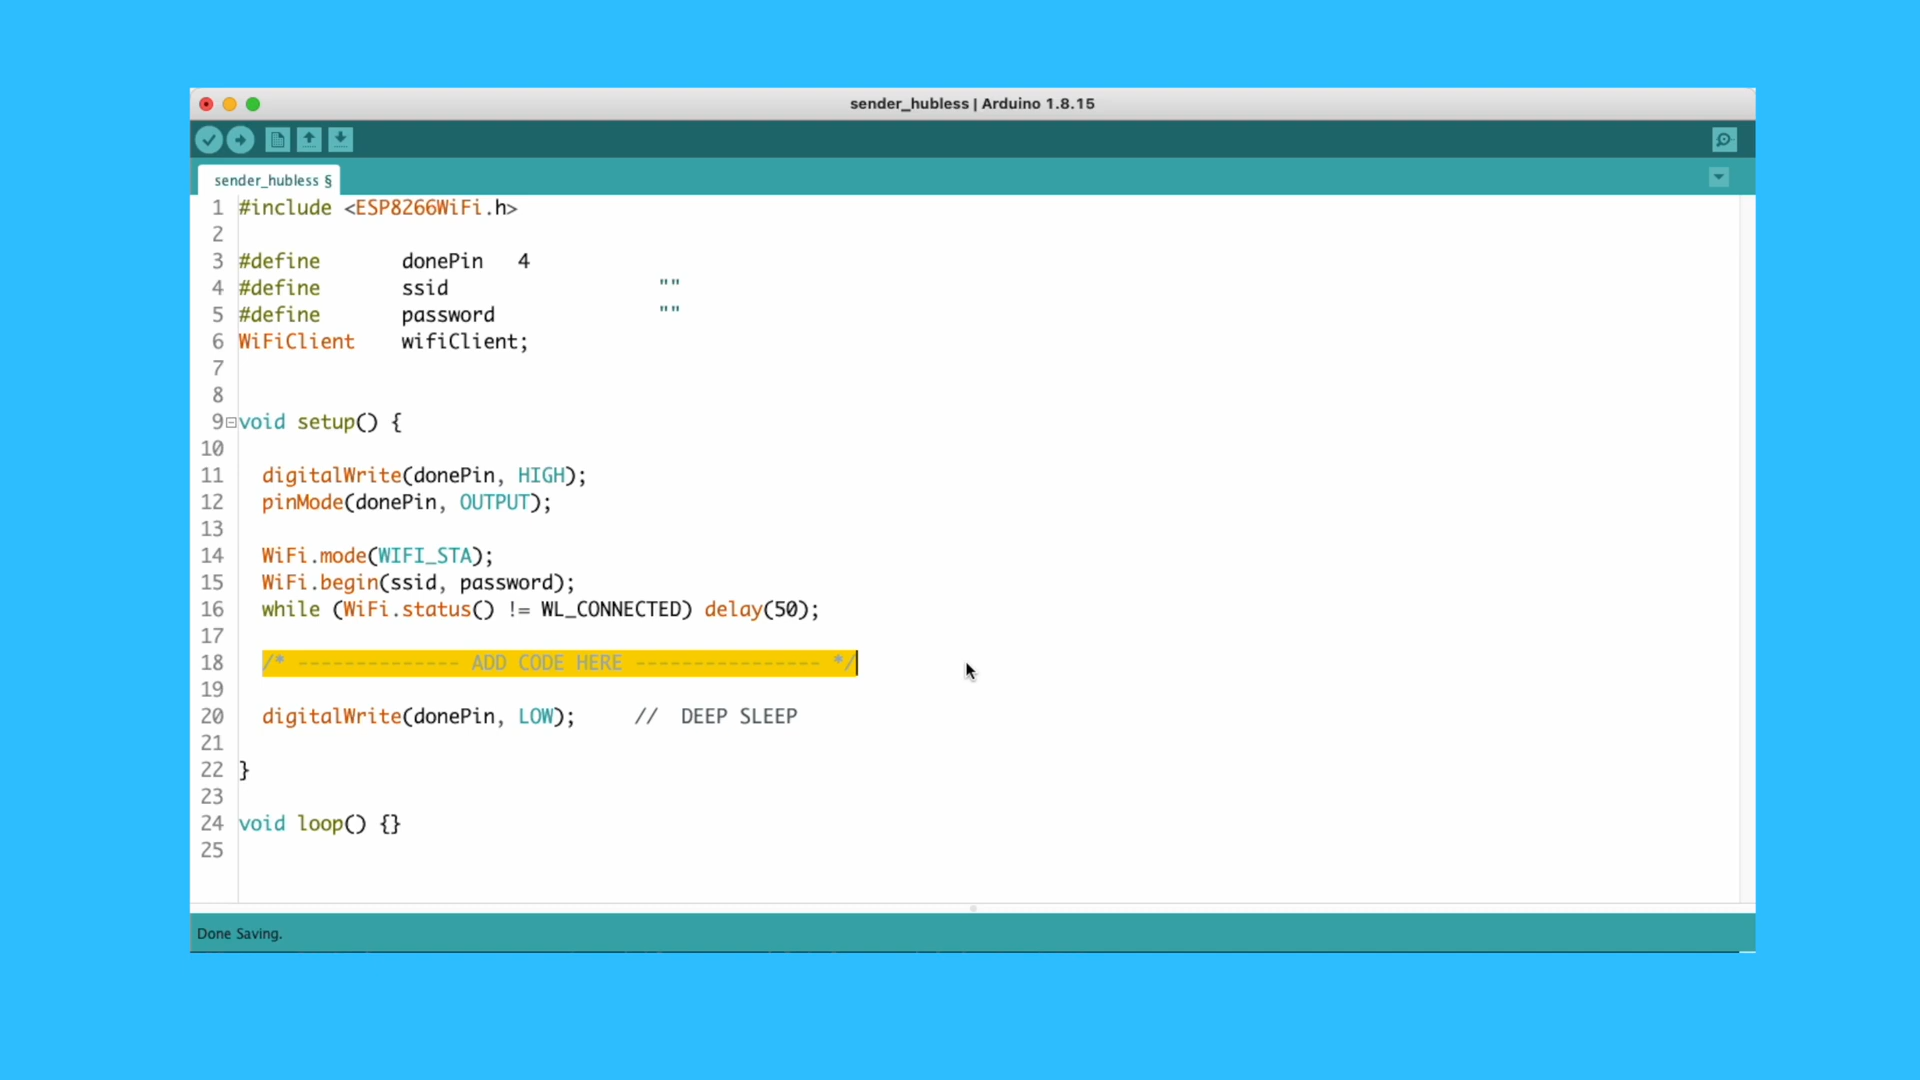 sender_hubless | Arduino 1.8.15
sender_hubless §
1 #include <ESP8266WiFi.h>
2
3 #define donePin 4
4 #define ssid ""
5 #define password ""
6 WiFiClient wifiClient;
7
8
9 void setup() {
10
11 digitalWrite(donePin, HIGH);
12 pinMode(donePin, OUTPUT);
13
14 WiFi.mode(WIFI_STA);
15 WiFi.begin(ssid, password);
16 while (WiFi.status() != WL_CONNECTED) delay(50);
17
18 /* -------------- ADD CODE HERE ---------------- */
19
20 digitalWrite(donePin, LOW); // DEEP SLEEP
21
22 }
23
24 void loop() {}
25
Done Saving.